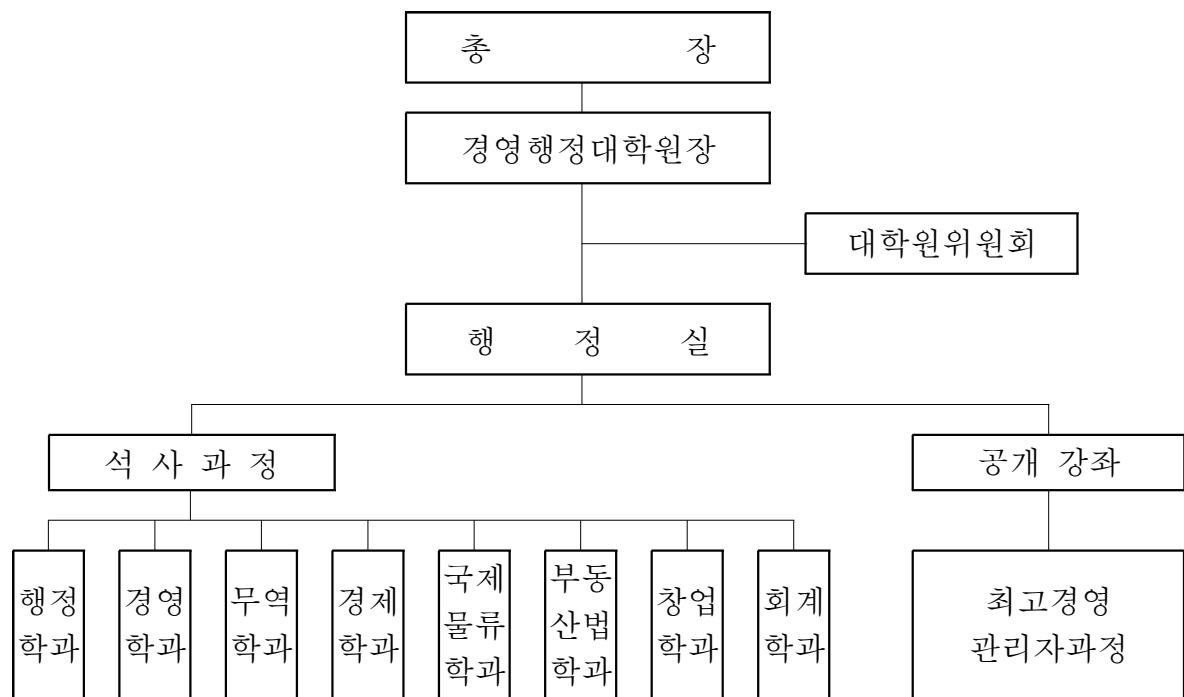 총 장
경영행정대학원장
대학원위원회
행 정 실
석 사 과 정
공개 강좌
행정
학과
경영
학과
무역
학과
경제
학과
국제
물류
학과
부동
산법
학과
창업
학과
회계
학과
최고경영
관리자과정